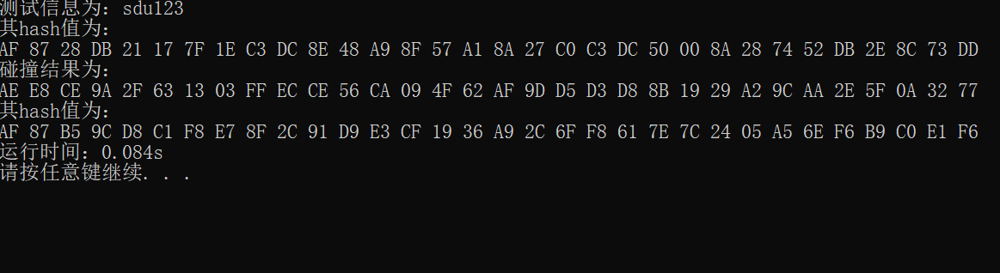 测试信息为：sdu123
其hash值为：
AF 87 28 DB 21 17 7F 1E C3 DC 8E 48 A9 8F 57 A1 8A 27 C0 C3 DC 50 00 8A 28 74 52 DB 2E 8C 73 DD
碰撞结果为：
AE E8 CE 9A 2F 63 13 03 FF EC CE 56 CA 09 4F 62 AF 9D D5 D3 D8 8B 19 29 A2 9C AA 2E 5F 0A 32 77
其hash值为：
AF 87 B5 9C D8 C1 F8 E7 8F 2C 91 D9 E3 CF 19 36 A9 2C 6F F8 61 7E 7C 24 05 A5 6E F6 B9 C0 E1 F6
运行时间：0.084s
请按任意键继续. . .